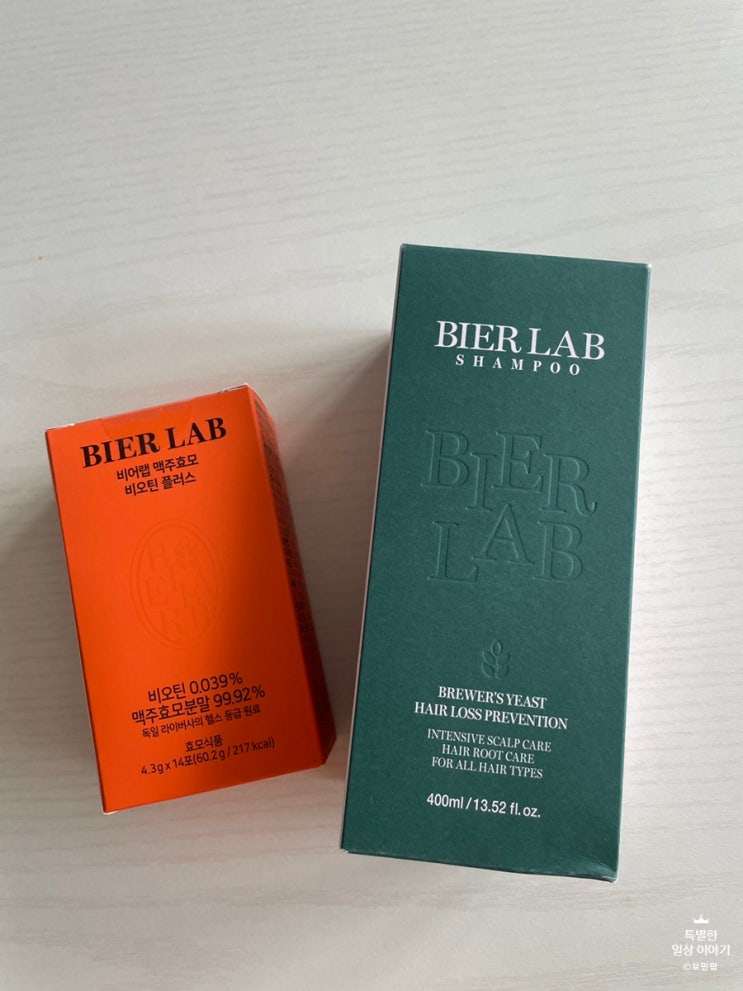 BIER LAB
비어랩 맥주효모
비오틴 플러스
비오틴 0.039%
맥주효모분말 99.92%
독일 라이버사의 헬스 등급 원료
효모식품
4.3g x 14포(60.2g / 217 kcal)
BIER LAB
SHAMPOO
BIER
LAB
BREWER'S YEAST
HAIR LOSS PREVENTION
INTENSIVE SCALP CARE
HAIR ROOT CARE
FOR ALL HAIR TYPES
400ml / 13.52 fl. oz.
특별한
일상 이야기
©보민맘